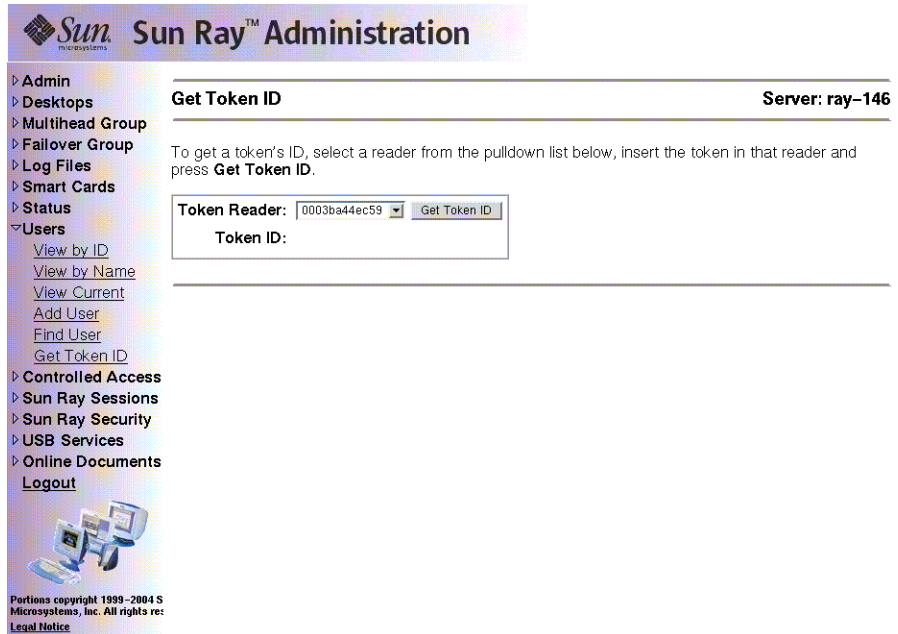 Sun microsystems Sun Ray™ Administration
Admin
Desktops
Multihead Group
Failover Group
Log Files
Smart Cards
Status
Users
View by ID
View by Name
View Current
Add User
Find User
Get Token ID
Controlled Access
Sun Ray Sessions
Sun Ray Security
USB Services
Online Documents
Logout
Portions copyright 1999–2004 S
Microsystems, Inc. All rights res
Legal Notice
Get Token ID Server: ray–146
To get a token's ID, select a reader from the pulldown list below, insert the token in that reader and
press Get Token ID.
Token Reader: 0003ba44ec59 Get Token ID
Token ID: